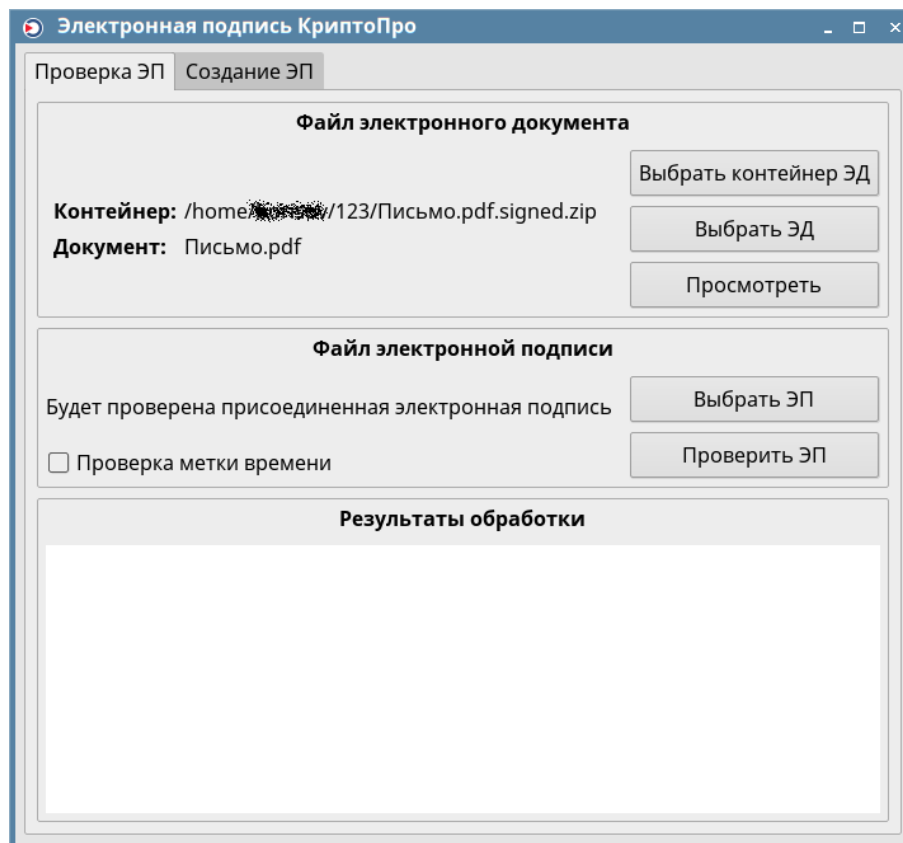 Электронная подпись КриптоПро
Проверка ЭП Создание ЭП
Файл электронного документа
Выбрать контейнер ЭД
Контейнер: /home/ /123/Письмо.pdf.signed.zip
Выбрать ЭД
Документ: Письмо.pdf
Просмотреть
Файл электронной подписи
Выбрать ЭП
Будет проверена присоединенная электронная подпись
Проверить ЭП
Проверка метки времени
Результаты обработки